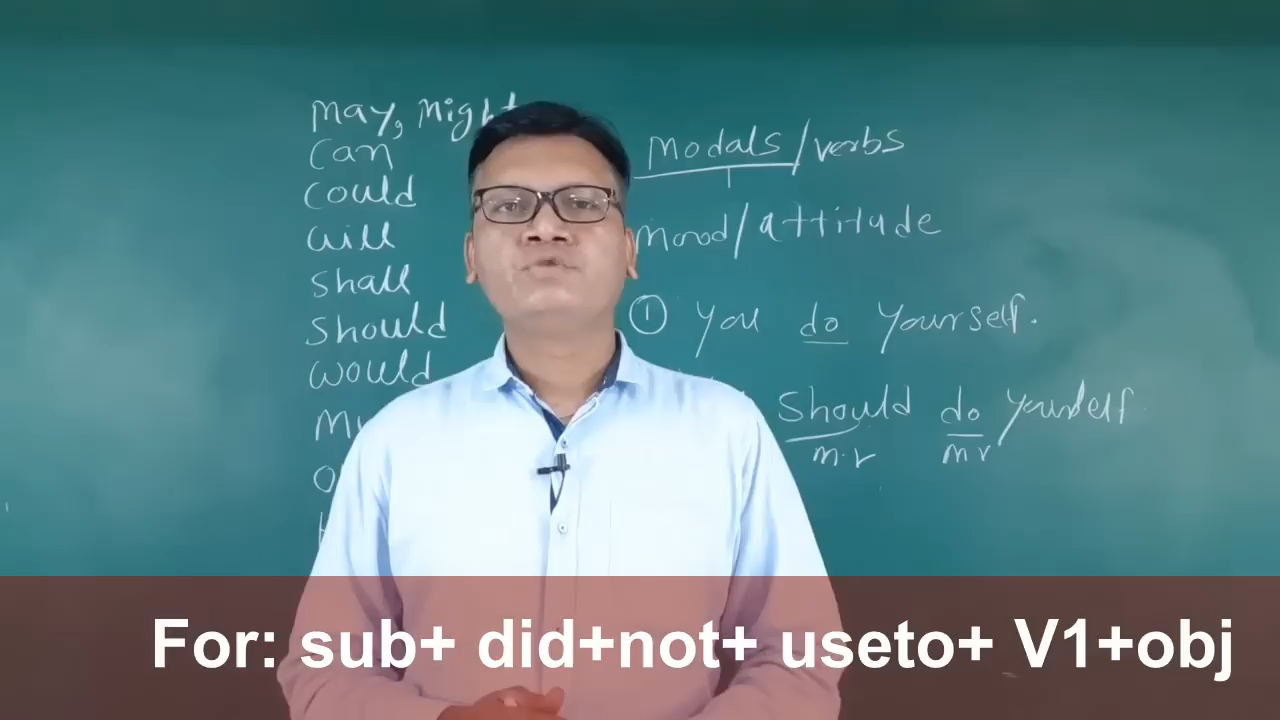 may, might
Can
Could
will
shall
should
would
Modals/verbs
mood/attitude
① You do yourself.
should do yourself
m.v m v
For: sub+ did+not+ useto+ V1+obj